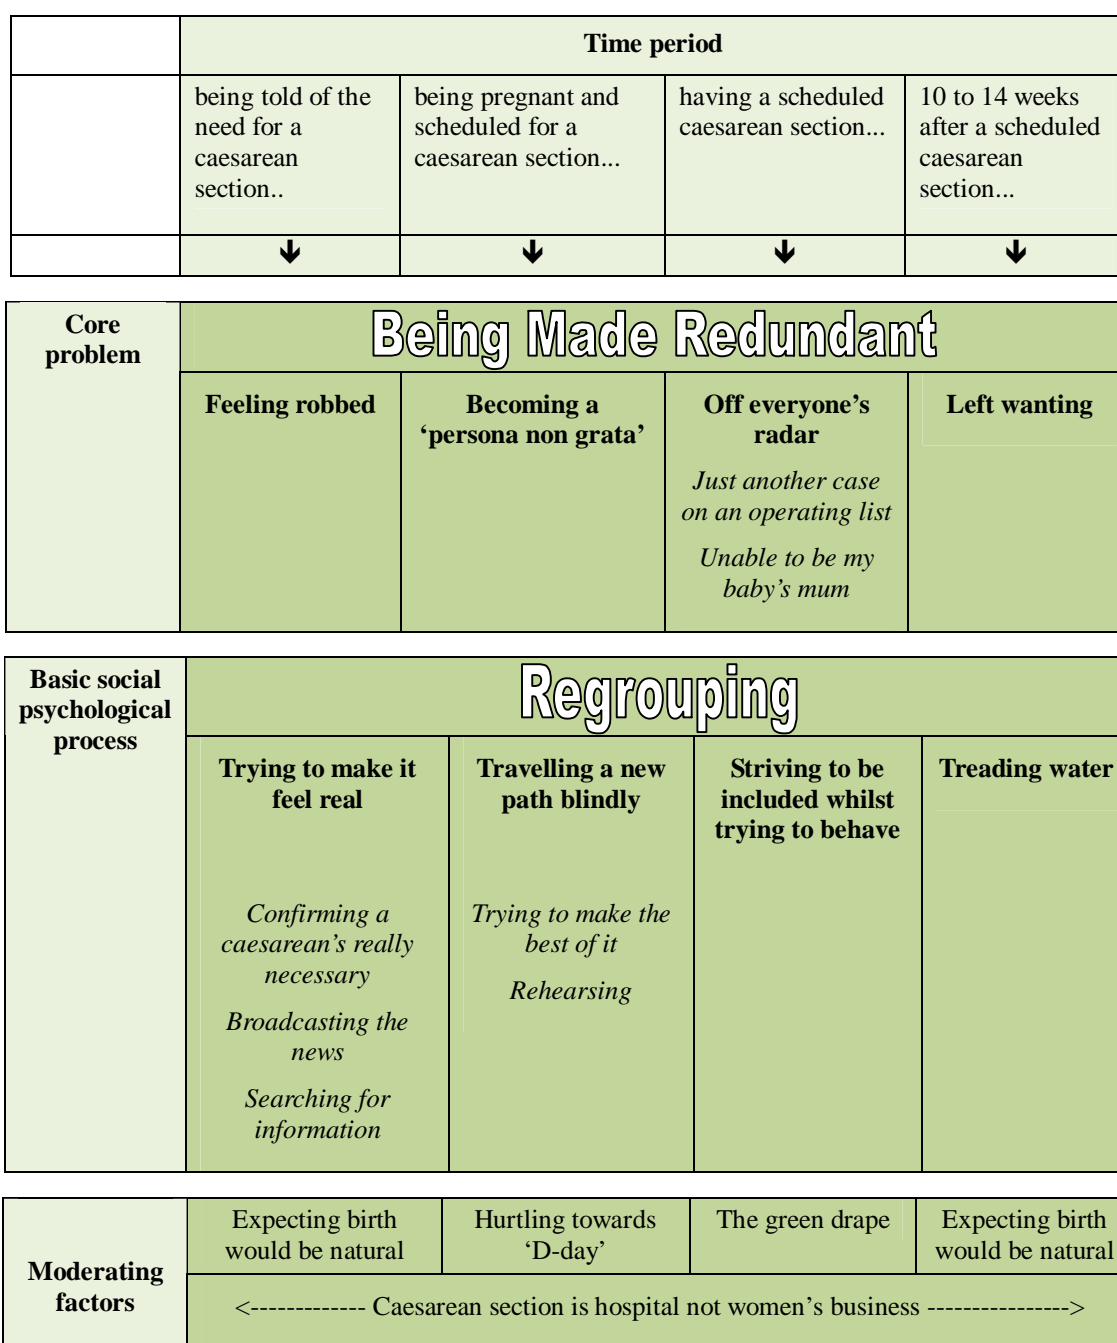 Time period
being told of the
need for a
caesarean
section..
being pregnant and
scheduled for a
caesarean section...
having a scheduled
caesarean section...
10 to 14 weeks
after a scheduled
caesarean
section...
Core
problem
Being Made Redundant
Feeling robbed
Becoming a
‘persona non grata’
Off everyone’s
radar
Just another case
on an operating list
Unable to be my
baby’s mum
Left wanting
Basic social
psychological
process
Regrouping
Trying to make it
feel real
Confirming a
caesarean’s really
necessary
Broadcasting the
news
Searching for
information
Travelling a new
path blindly
Trying to make the
best of it
Rehearsing
Striving to be
included whilst
trying to behave
Treading water
Moderating
factors
Expecting birth
would be natural
Hurtling towards
‘D-day’
The green drape
Expecting birth
would be natural
<------------- Caesarean section is hospital not women’s business ---------------->